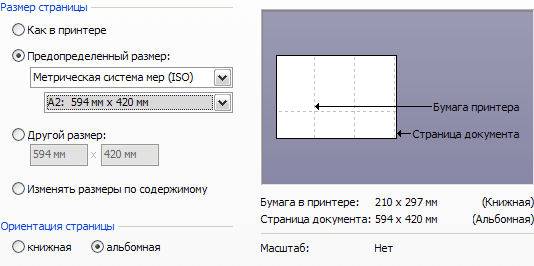 Размер страницы
Как в принтере
Предопределенный размер:
Метрическая система мер (ISO)
A2:  594 мм x 420 мм
Другой размер:
594 мм x 420 мм
Изменять размеры по содержимому
Ориентация страницы
книжная альбомная
Бумага принтера
Страница документа
Бумага в принтере: 210 x 297 мм (Книжная)
Страница документа: 594 x 420 мм (Альбомная)
Масштаб: Нет